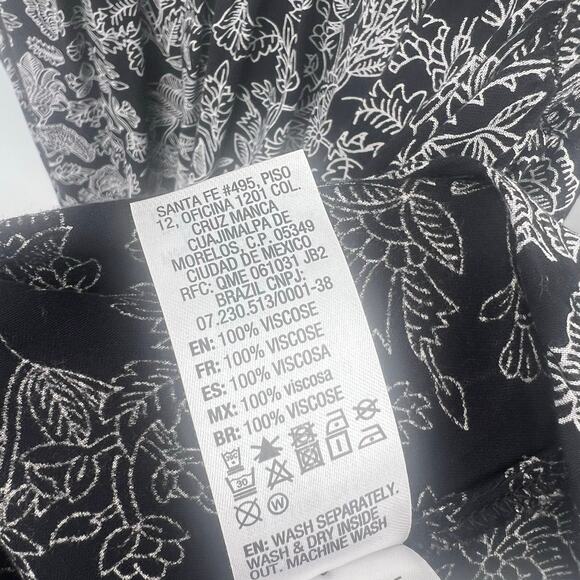 SANTA FE #495, PISO
12, OFICINA 1201 COL.
CRUZ MANCA
CUAJIMALPA DE
MORELOS, C.P. 05349
CIUDAD DE MEXICO
RFC: QME 061031 JB2
BRAZIL CNPJ:
07.230.513/0001-38
EN: 100% VISCOSE
FR: 100% VISCOSE
ES: 100% VISCOSA
MX: 100% viscosa
BR: 100% VISCOSE
30
W
EN: WASH SEPARATELY.
WASH & DRY INSIDE
OUT. MACHINE WASH